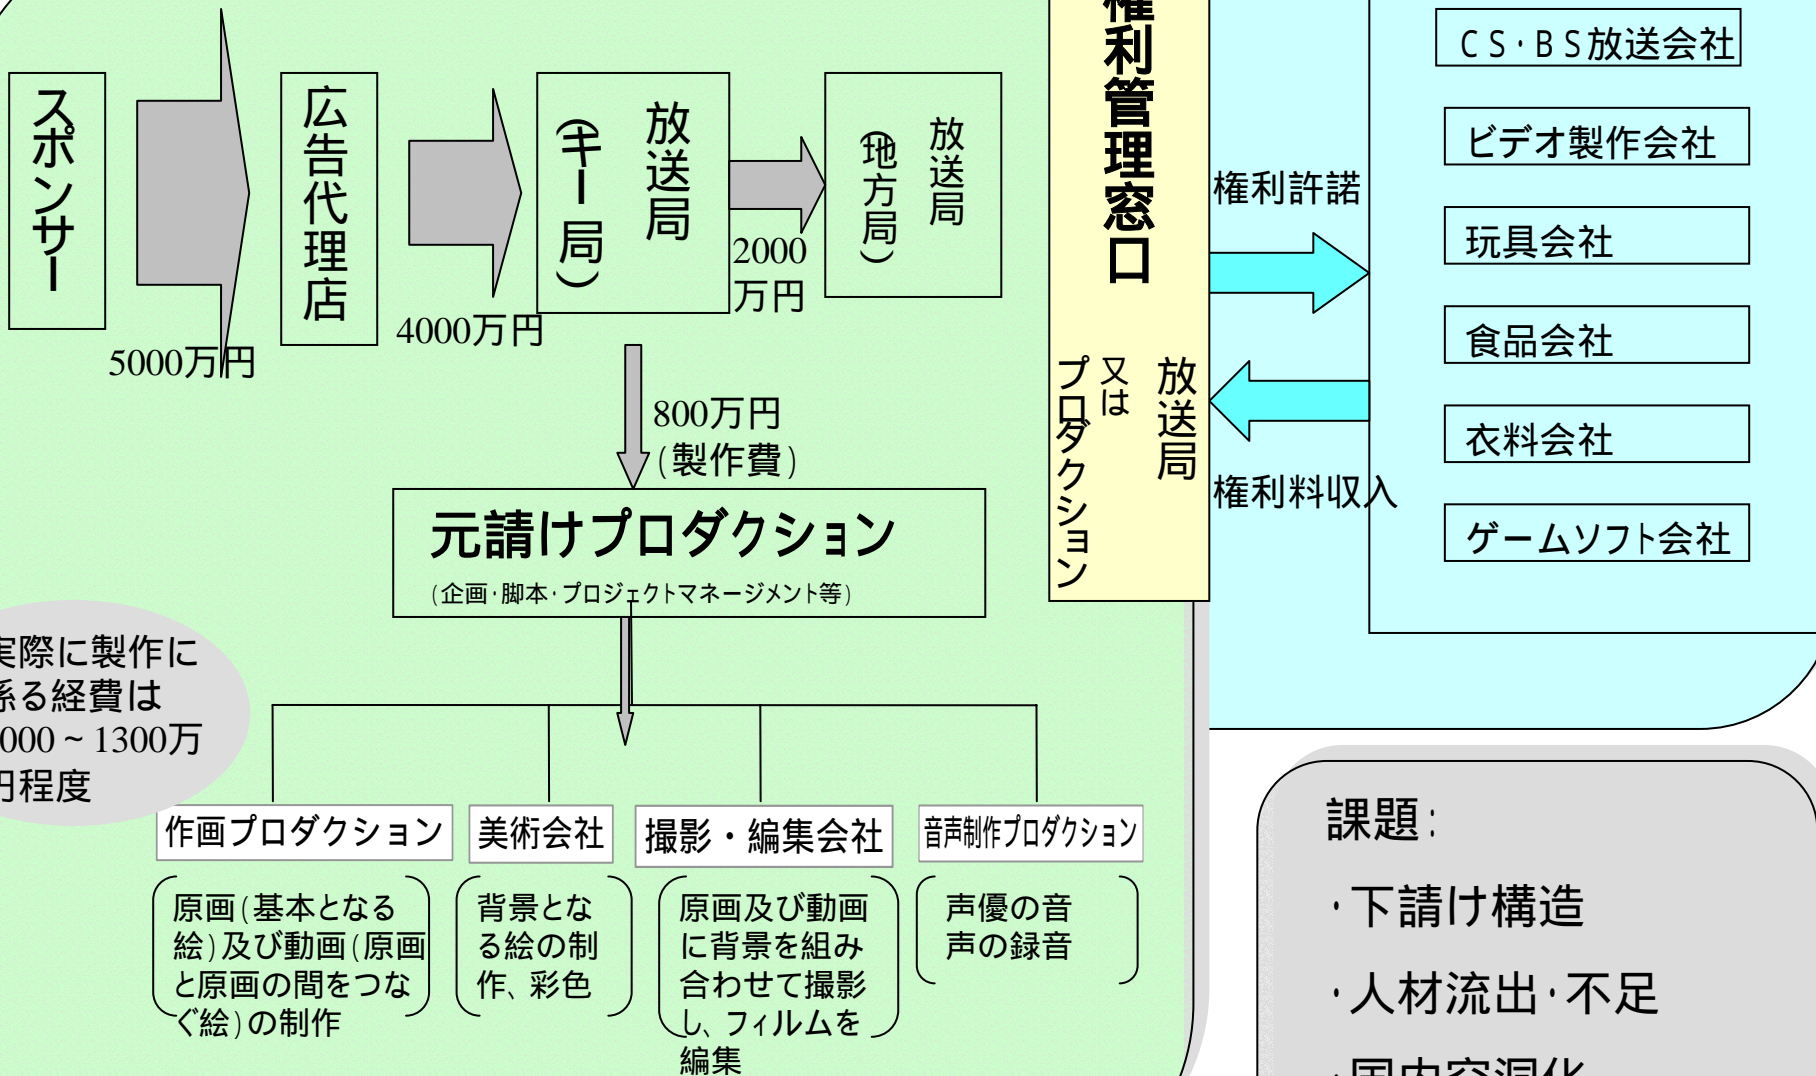 スポンサー
5000万円
広告代理店
4000万円
放送局
(キー局)
2000
万円
放送局
(地方局)
800万円
(製作費)
元請けプロダクション
(企画・脚本・プロジェクトマネージメント等)
実際に製作に
係る経費は
000~1300万
円程度
作画プロダクション
原画(基本となる
絵)及び動画(原画
と原画の間をつな
ぐ絵)の制作
美術会社
背景とな
る絵の制
作、彩色
撮影・編集会社
原画及び動画
に背景を組み
合わせて撮影
し、フィルムを
編集
音声制作プロダクション
声優の音
声の録音
権利管理窓口
放送局
又は
プロダクション
権利許諾
権利料収入
CS・BS放送会社
ビデオ製作会社
玩具会社
食品会社
衣料会社
ゲームソフト会社
課題:
・下請け構造
・人材流出・不足
・国内空洞化